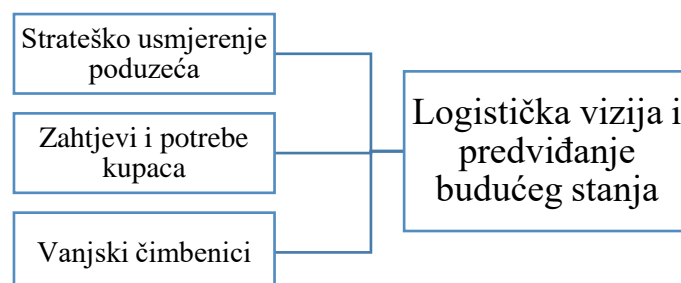 Strateško usmjerenje
poduzeća
Zahtjevi i potrebe
kupaca
Vanjski čimbenici
Logistička vizija i
predviđanje
budućeg stanja